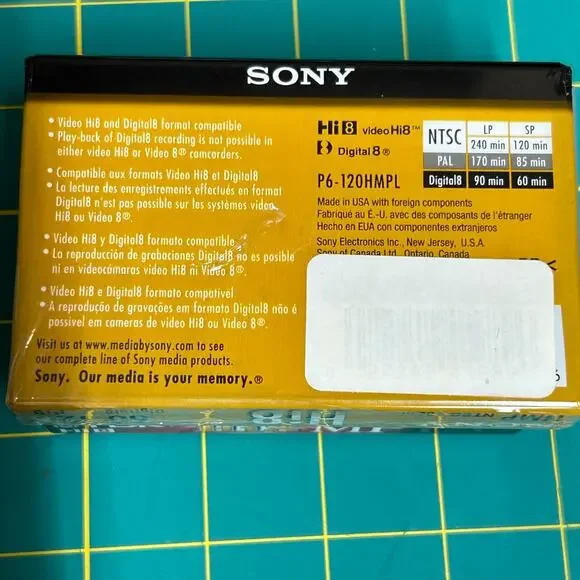 SONY
• Video Hi8 and Digital8 format compatible
• Play-back of Digital8 recording is not possible in
either video Hi8 or Video 8® camcorders.
• Compatible aux formats Video Hi8 et Digital8
• La lecture des enregistrements effectués en format
Digital8 n'est pas possible sur les systèmes video
Hi8 ou Video 8®.
• Video Hi8 y Digital8 formato compatible
• La reproducción de grabaciones Digital8 no es posible
ni en videocámaras video Hi8 ni Video 8®.
• Video Hi8 e Digital8 formato compatível
• A reprodução de gravações em formato Digital8 não é
possível em cameras de video Hi8 ou Video 8®.
Visit us at www.mediabysony.com to see
our complete line of Sony media products.
Sony. Our media is your memory.®
Hi8 video Hi8™
Digital 8®
P6-120HMPL
NTSC LP SP
240 min 120 min
PAL 170 min 85 min
Digital8 90 min 60 min
Made in USA with foreign components
Fabriqué au É.-U. avec des composants de l'étranger
Hecho en EUA con componentes extranjeros
Sony Electronics Inc., New Jersey, U.S.A.
Sony of Canada Ltd., Ontario, Canada
6
Hi8